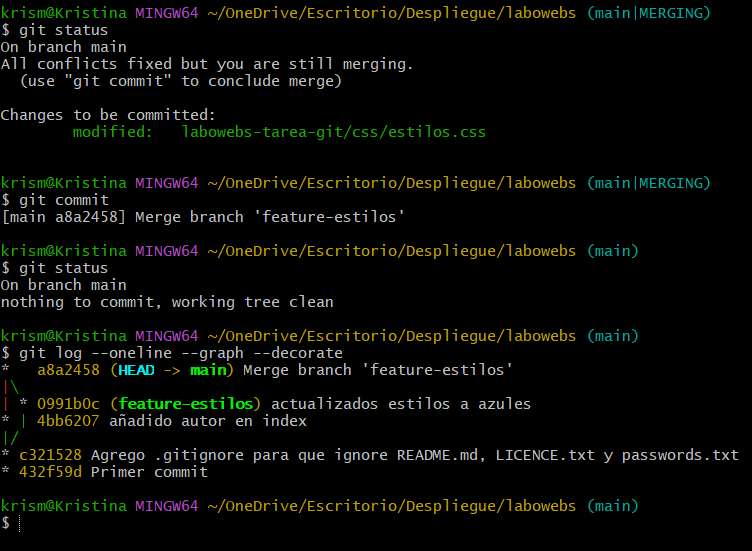 krism@Kristina MINGW64 ~/OneDrive/Escritorio/Despliegue/labowebs (main|MERGING)
$ git status
On branch main
All conflicts fixed but you are still merging.
  (use "git commit" to conclude merge)

Changes to be committed:
        modified:   labowebs-tarea-git/css/estilos.css

krism@Kristina MINGW64 ~/OneDrive/Escritorio/Despliegue/labowebs (main|MERGING)
$ git commit
[main a8a2458] Merge branch 'feature-estilos'

krism@Kristina MINGW64 ~/OneDrive/Escritorio/Despliegue/labowebs (main)
$ git status
On branch main
nothing to commit, working tree clean

krism@Kristina MINGW64 ~/OneDrive/Escritorio/Despliegue/labowebs (main)
$ git log --oneline --graph --decorate
*   a8a2458 (HEAD -> main) Merge branch 'feature-estilos'
|\
| * 0991b0c (feature-estilos) actualizados estilos a azules
* | 4bb6207 añadido autor en index
|/
* c321528 Agrego .gitignore para que ignore README.md, LICENCE.txt y passwords.txt
* 432f59d Primer commit

krism@Kristina MINGW64 ~/OneDrive/Escritorio/Despliegue/labowebs (main)
$